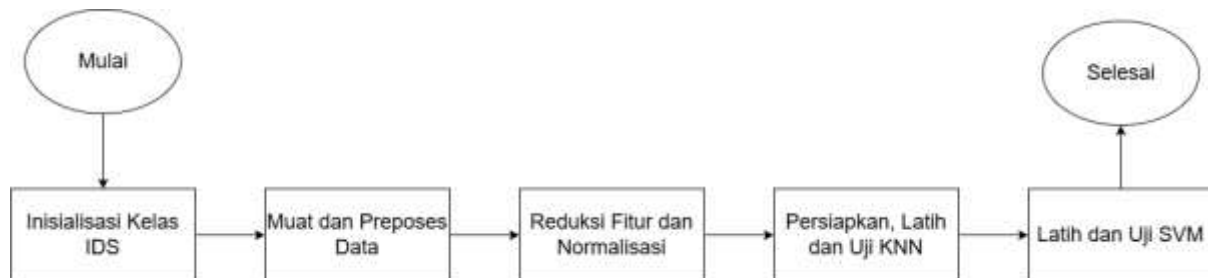 Mulai
Selesai
Inisialisasi Kelas
IDS
Muat dan Preposes
Data
Reduksi Fitur dan
Normalisasi
Persiapkan, Latih
dan Uji KNN
Latih dan Uji SVM